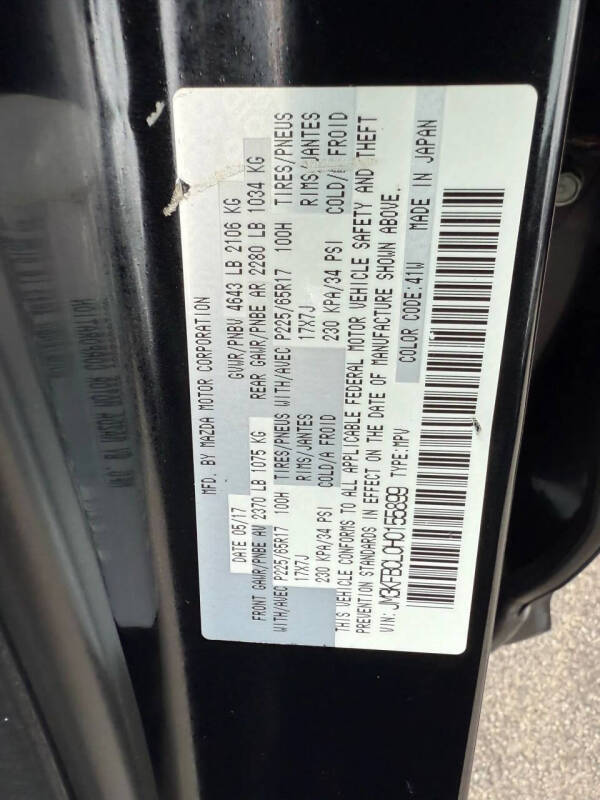 MFD. BY MAZDA MOTOR CORPORATION
DATE 05/17 GVWR/PNBV 4643 LB 2106 KG
FRONT GAWR/PNBE AV 2370 LB 1075 KG REAR GAWR/PNBE AR 2280 LB 1034 KG
WITH/AVEC P225/65R17 100H TIRES/PNEUS WITH/AVEC P225/65R17 100H TIRES/PNEUS
17X7J RIMS/JANTES 17X7J RIMS/JANTES
230 KPA/34 PSI COLD/A FROID 230 KPA/34 PSI COLD/A FROID
THIS VEHICLE CONFORMS TO ALL APPLICABLE FEDERAL MOTOR VEHICLE SAFETY AND THEFT
PREVENTION STANDARDS IN EFFECT ON THE DATE OF MANUFACTURE SHOWN ABOVE.
VIN: JM3KFBCL0H0155899 TYPE:MPV COLOR CODE:41W MADE IN JAPAN